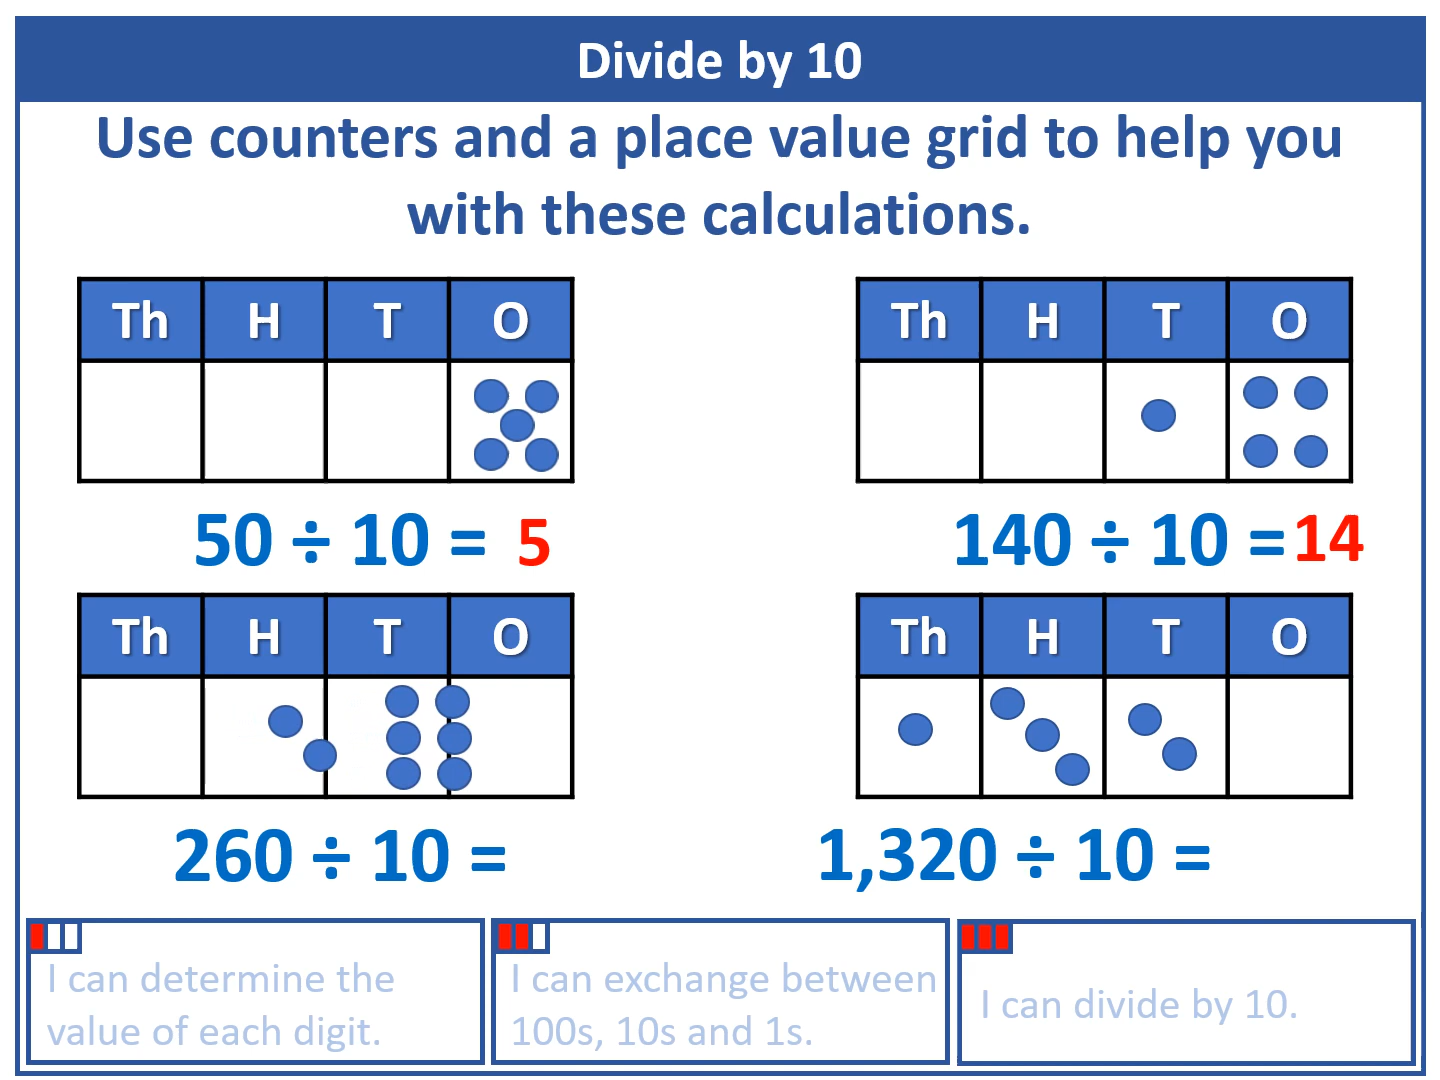 Divide by 10
Use counters and a place value grid to help you
with these calculations.
Th H T O
Th H T O
50 ÷ 10 = 5
140 ÷ 10 = 14
Th H T O
Th H T O
260 ÷ 10 =
1,320 ÷ 10 =
I can determine the
value of each digit.
I can exchange between
100s, 10s and 1s.
I can divide by 10.